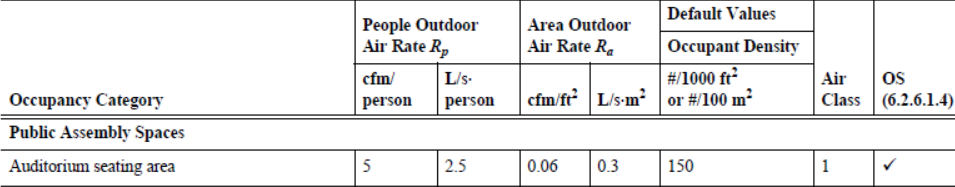 People Outdoor Air Rate Rp
Area Outdoor Air Rate Ra
Default Values
Occupant Density
Occupancy Category
cfm/ person
L/s· person
cfm/ft²
L/s·m²
#/1000 ft² or #/100 m²
Air Class
OS (6.2.6.1.4)
Public Assembly Spaces
Auditorium seating area 5 2.5 0.06 0.3 150 1 ✓